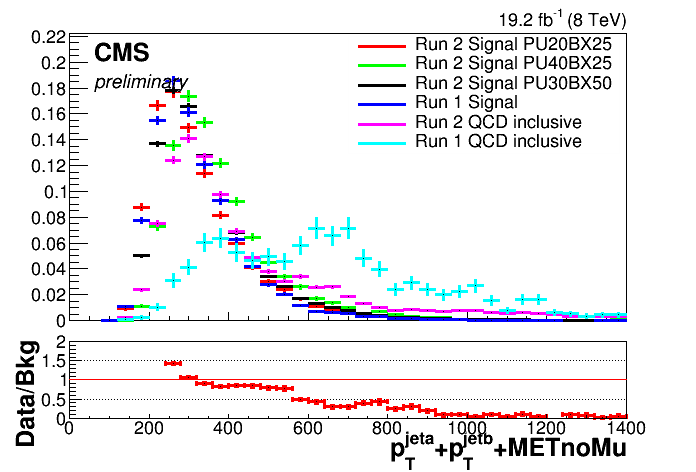 19.2 fb⁻¹ (8 TeV)
CMS
preliminary
Run 2 Signal PU20BX25
Run 2 Signal PU40BX25
Run 2 Signal PU30BX50
Run 1 Signal
Run 2 QCD inclusive
Run 1 QCD inclusive
0.22
0.2
0.18
0.16
0.14
0.12
0.1
0.08
0.06
0.04
0.02
0
Data/Bkg
2
1.5
1
0.5
0
0 200 400 600 800 1000 1200 1400
p_T^jeta+p_T^jetb+METnoMu